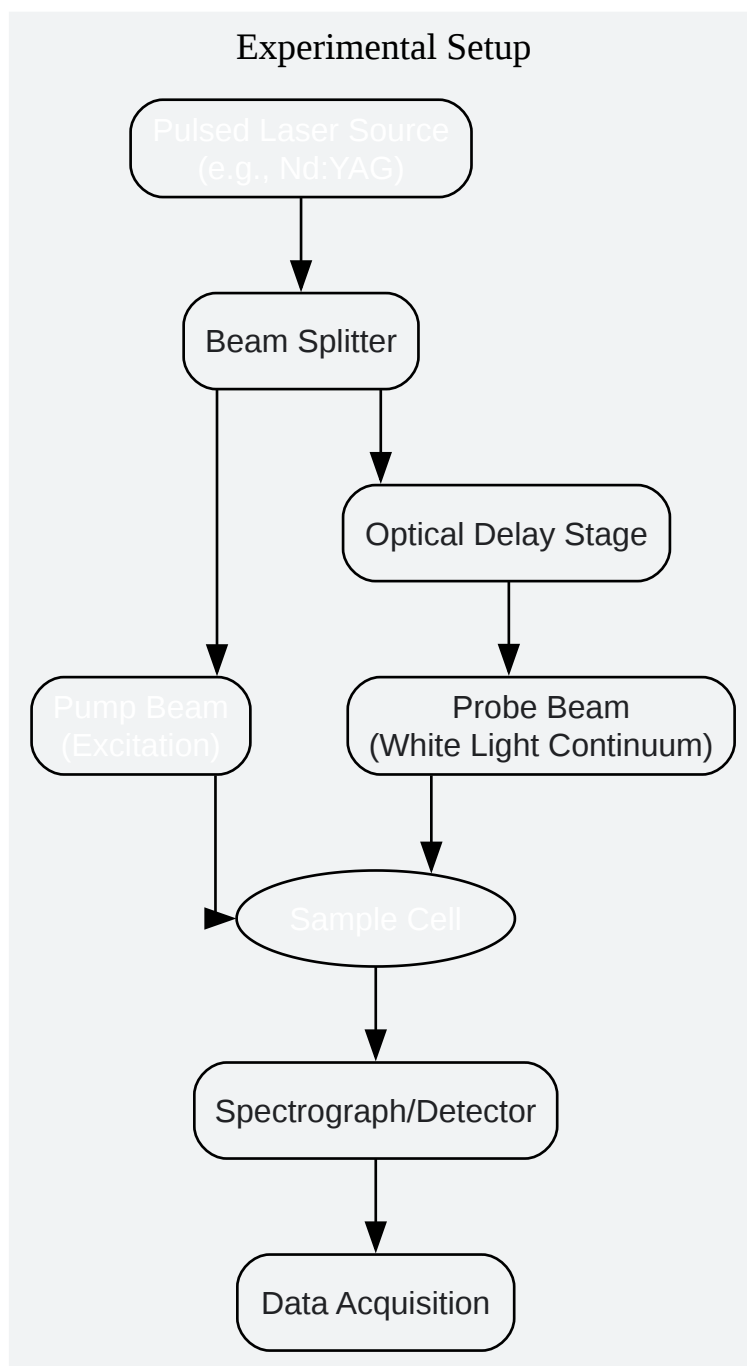 Experimental Setup
Pulsed Laser Source
(e.g., Nd:YAG)
Beam Splitter
Optical Delay Stage
Pump Beam
(Excitation)
Probe Beam
(White Light Continuum)
Sample Cell
Spectrograph/Detector
Data Acquisition